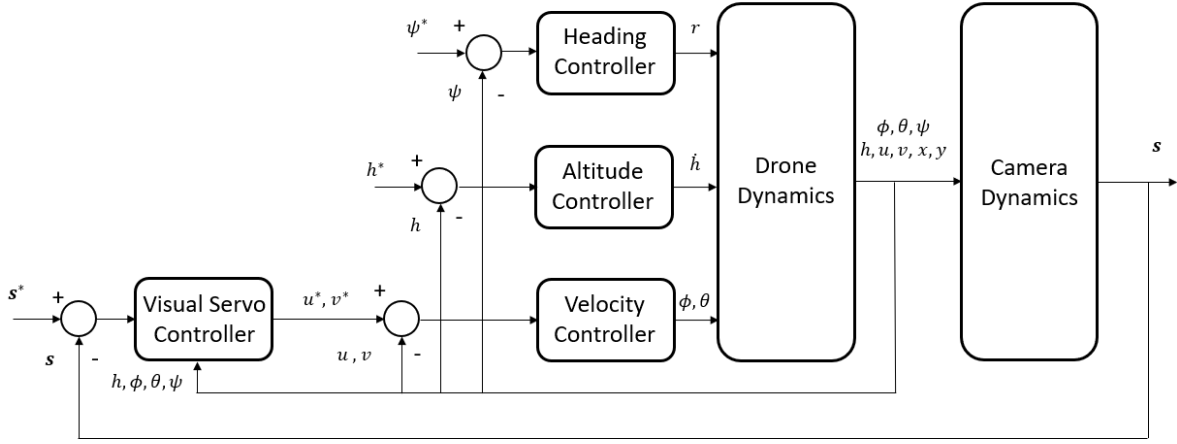 ψ* + Heading Controller r
ψ -
h* + Altitude Controller ḣ
h -
Drone Dynamics
ϕ, θ, ψ
h, u, v, x, y
Camera Dynamics
s
s* + Visual Servo Controller u*, v* + Velocity Controller ϕ, θ
s - u , v -
h, ϕ, θ, ψ